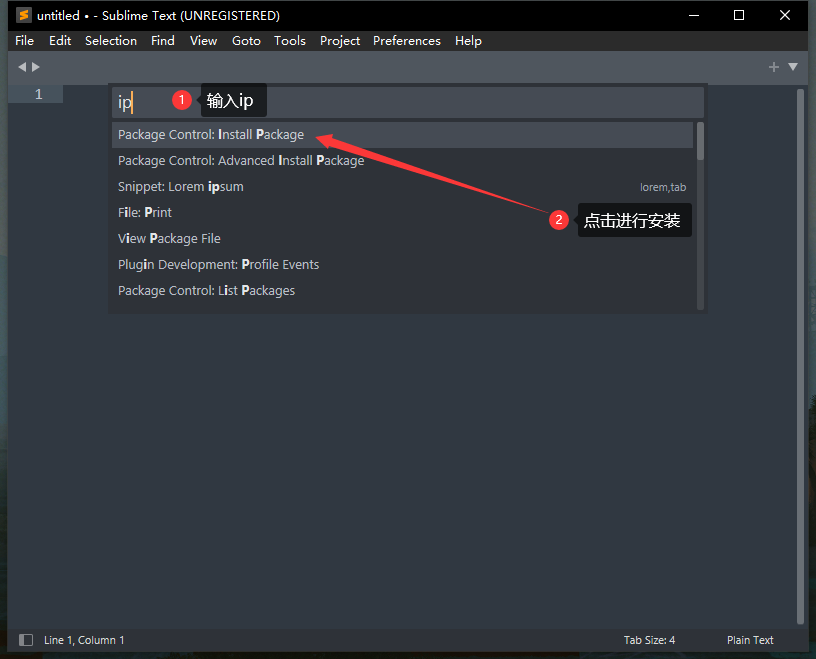 untitled • - Sublime Text (UNREGISTERED)
File Edit Selection Find View Goto Tools Project Preferences Help
1
ip
1 输入ip
Package Control: Install Package
Package Control: Advanced Install Package
Snippet: Lorem ipsum lorem,tab
File: Print
2 点击进行安装
View Package File
Plugin Development: Profile Events
Package Control: List Packages
Line 1, Column 1 Tab Size: 4 Plain Text